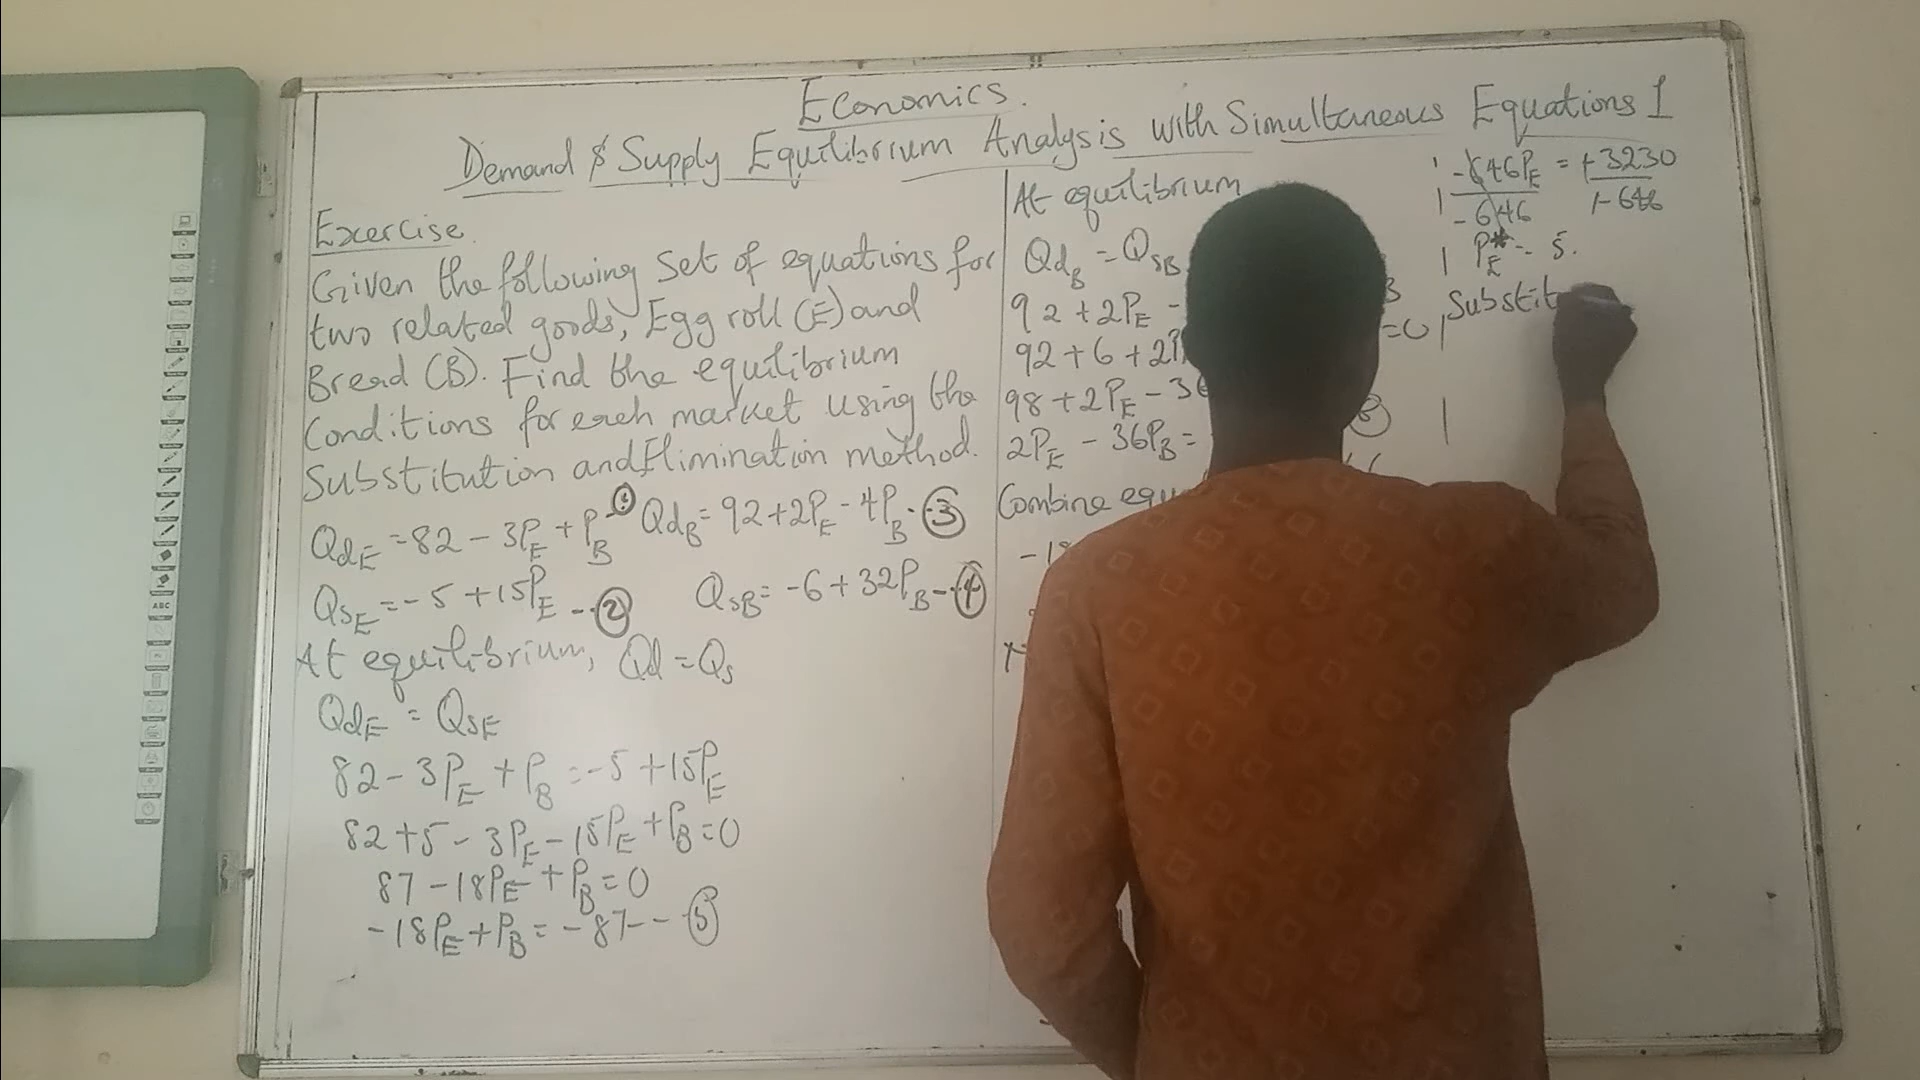 Economics.
Demand & Supply Equilibrium Analysis with Simultaneous Equations 1
Exercise
Given the following set of equations for
two related goods, Egg roll (E) and
Bread (B). Find the equilibrium
Conditions for each market using the
Substitution and Elimination method.
QdE = 82 - 3PE + PB - ① QdB = 92 + 2PE - 4PB -- ③
QsE = -5 + 15PE -- ② QsB = -6 + 32PB -- ④
At equilibrium, Qd = Qs
QdE = QsE
82 - 3PE + PB = -5 + 15PE
82 + 5 - 3PE - 15PE + PB = 0
87 - 18PE + PB = 0
-18PE + PB = -87 -- ⑤
At equilibrium
QdB = QsB
92 + 2PE -
92 + 6 + 2P = 0
98 + 2PE - 36
2PE - 36PB =
Combine equ
-18
-646PE = +3230
-646 -646
PE* = 5.
Substit